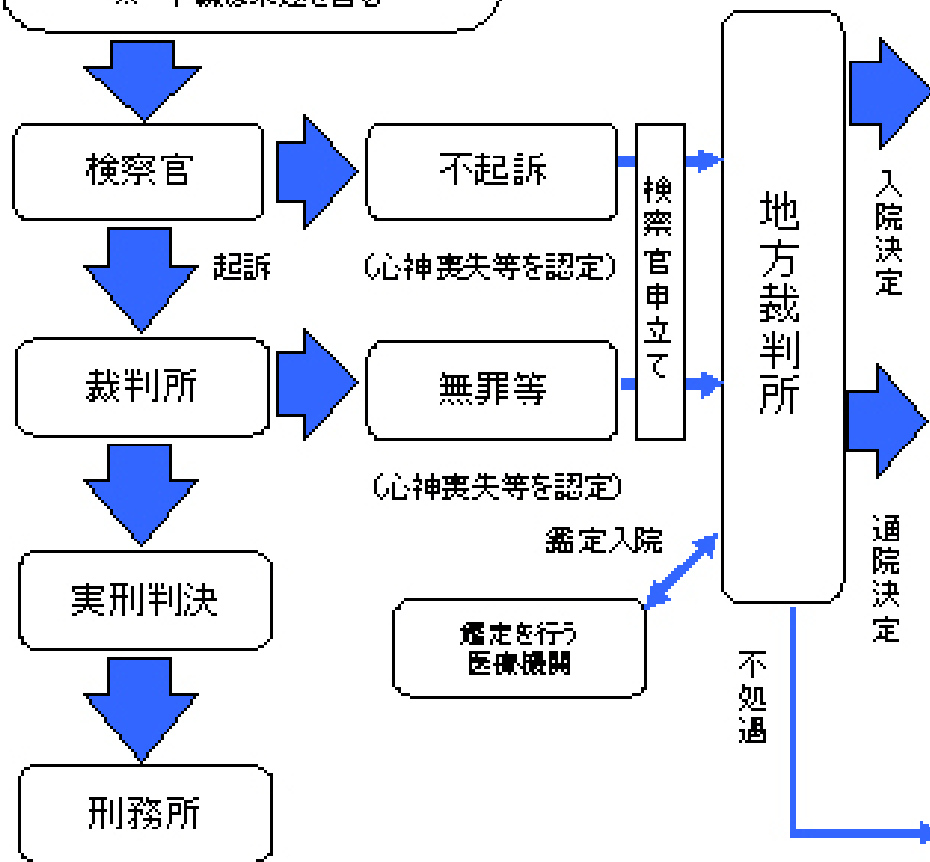 検察官
不起訴
起訴
(心神喪失等を認定)
検察官申立て
地方裁判所
入院決定
裁判所
無罪等
(心神喪失等を認定)
通院決定
鑑定入院
実刑判決
鑑定を行う
医療機関
不処遇
刑務所